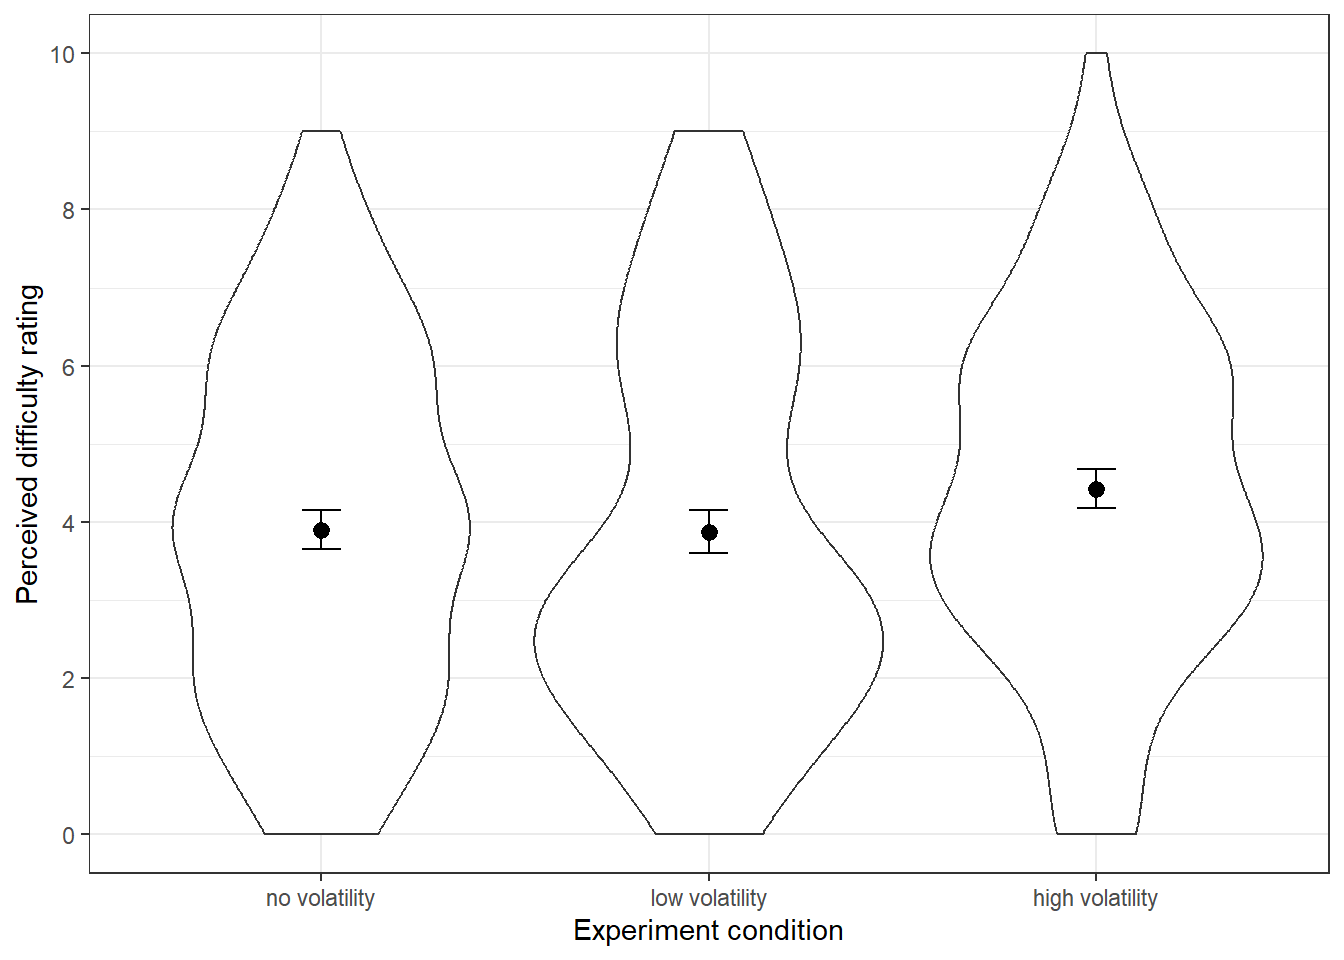 10
8
6
4
2
0
Perceived difficulty rating
no volatility
low volatility
high volatility
Experiment condition